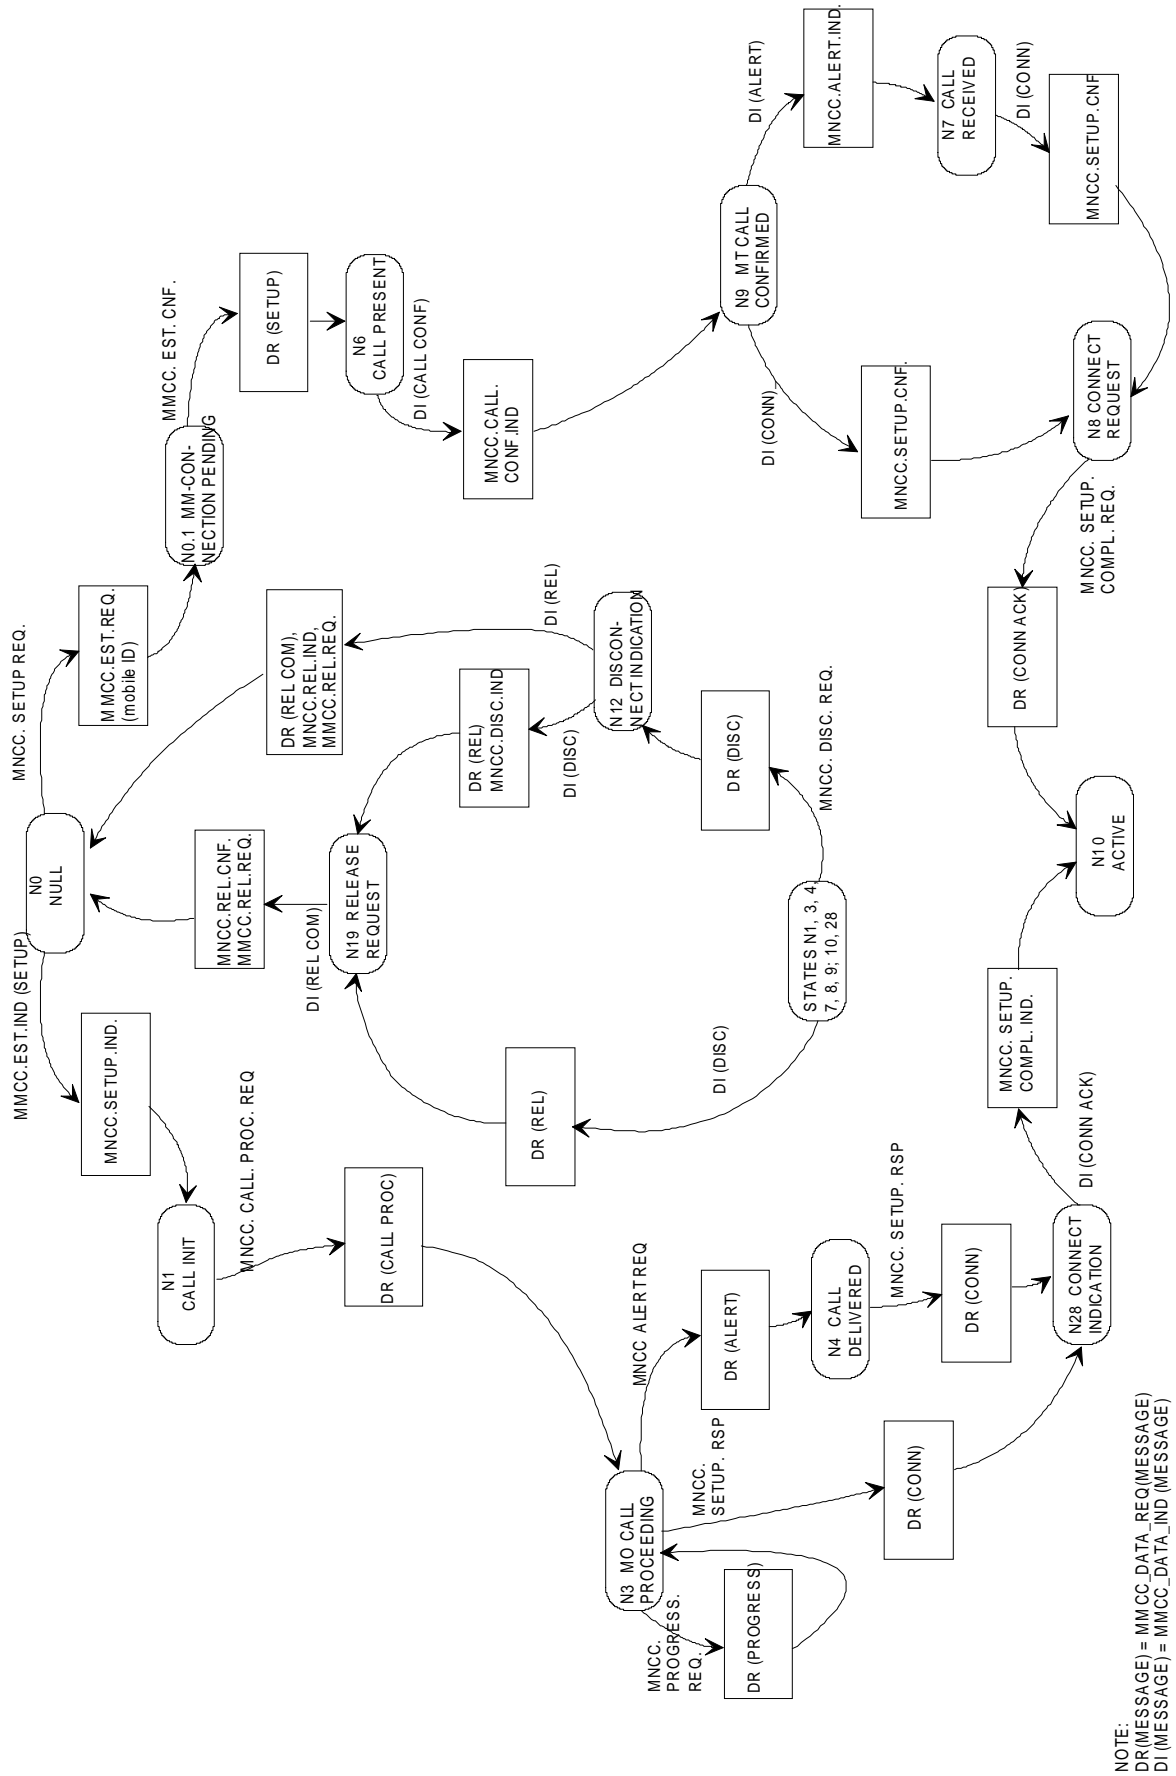 N0
NULL
MMCC.EST.IND (SETUP)
MNCC. SETUP REQ.
MNCC.SETUP.IND.
MMCC.EST.REQ.
(mobile ID)
N1
CALL INIT
N0.1 MM-CON-
NECTION PENDING
MMCC. EST. CNF.
MNCC. CALL. PROC. REQ
MNCC.REL.CNF.
MMCC.REL.REQ.
DR (REL COM),
MNCC.REL.IND,
MMCC.REL.REQ.
DR (SETUP)
DI (REL COM)
DR (CALL PROC)
N19 RELEASE
REQUEST
N6
CALL PRESENT
DI (CALL CONF)
DR (REL)
MNCC.DISC.IND
DI (REL)
MNCC.CALL.
CONF.IND
DR (REL)
DI (DISC)
N12 DISCON-
NECT INDICATION
N3 MO CALL
PROCEEDING
MNCC ALERT REQ
MNCC.
SETUP. RSP
MNCC.
PROGRESS.
REQ.
DR (PROGRESS)
DR (ALERT)
DI (DISC)
DR (DISC)
MNCC. DISC. REQ.
N9 MT CALL
CONFIRMED
DI (ALERT)
DI (CONN)
N4 CALL
DELIVERED
STATES N1, 3, 4,
7, 8, 9; 10, 28
MNCC.ALERT.IND.
MNCC. SETUP. RSP
DR (CONN)
DR (CONN)
MNCC.SETUP.CNF.
N7 CALL
RECEIVED
DI (CONN)
MNCC. SETUP.
COMPL. IND.
DR (CONN ACK)
N28 CONNECT
INDICATION
DI (CONN ACK)
N10
ACTIVE
MNCC. SETUP.
COMPL. REQ.
N8 CONNECT
REQUEST
MNCC.SETUP.CNF
NOTE:
DR(MESSAGE) = MMCC_DATA_REQ(MESSAGE)
DI (MESSAGE) = MMCC_DATA_IND (MESSAGE)